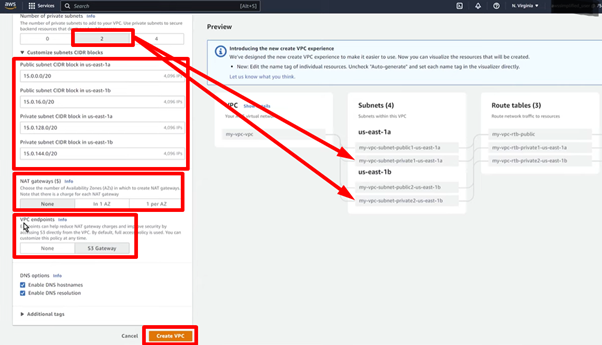 aws
Services
Search
[Alt+S]
N. Virginia
Number of private subnets Info
The number of private subnets to add to your VPC. Use private subnets to secure
backend resources that
0
2
4
Customize subnets CIDR blocks
Public subnet CIDR block in us-east-1a
15.0.0.0/20
4,096 IPs
Public subnet CIDR block in us-east-1b
15.0.16.0/20
4,096 IPs
Private subnet CIDR block in us-east-1a
15.0.128.0/20
4,096 IPs
Private subnet CIDR block in us-east-1b
15.0.144.0/20
4,096 IPs
NAT gateways ($) Info
Choose the number of Availability Zones (AZs) in which to create NAT gateways.
Note that there is a charge for each NAT gateway.
None
In 1 AZ
1 per AZ
VPC endpoints Info
can help reduce NAT gateway charges and improve security by
accessing S3 directly from the VPC. By default, full access policy is used. You can
customize this policy at any time.
None
S3 Gateway
DNS options Info
Enable DNS hostnames
Enable DNS resolution
Additional tags
Cancel
Create VPC
Preview
Introducing the new create VPC experience
We've designed the new create VPC experience to make it easier to use. Now you can visualize the resources that will be created.
• New: Edit the name tag of individual resources. Uncheck "Auto-generate" and set each name tag in the visualizer directly.
Let us know what you think.
VPC Show details
Your virtual network
my-vpc-vpc
Subnets (4)
Subnets within this VPC
us-east-1a
my-vpc-subnet-public1-us-east-1a
my-vpc-subnet-private1-us-east-1a
us-east-1b
my-vpc-subnet-public2-us-east-1b
my-vpc-subnet-private2-us-east-1b
Route tables (3)
Route network traffic to resources
my-vpc-rtb-public
my-vpc-rtb-private1-us-east-1a
my-vpc-rtb-private2-us-east-1b